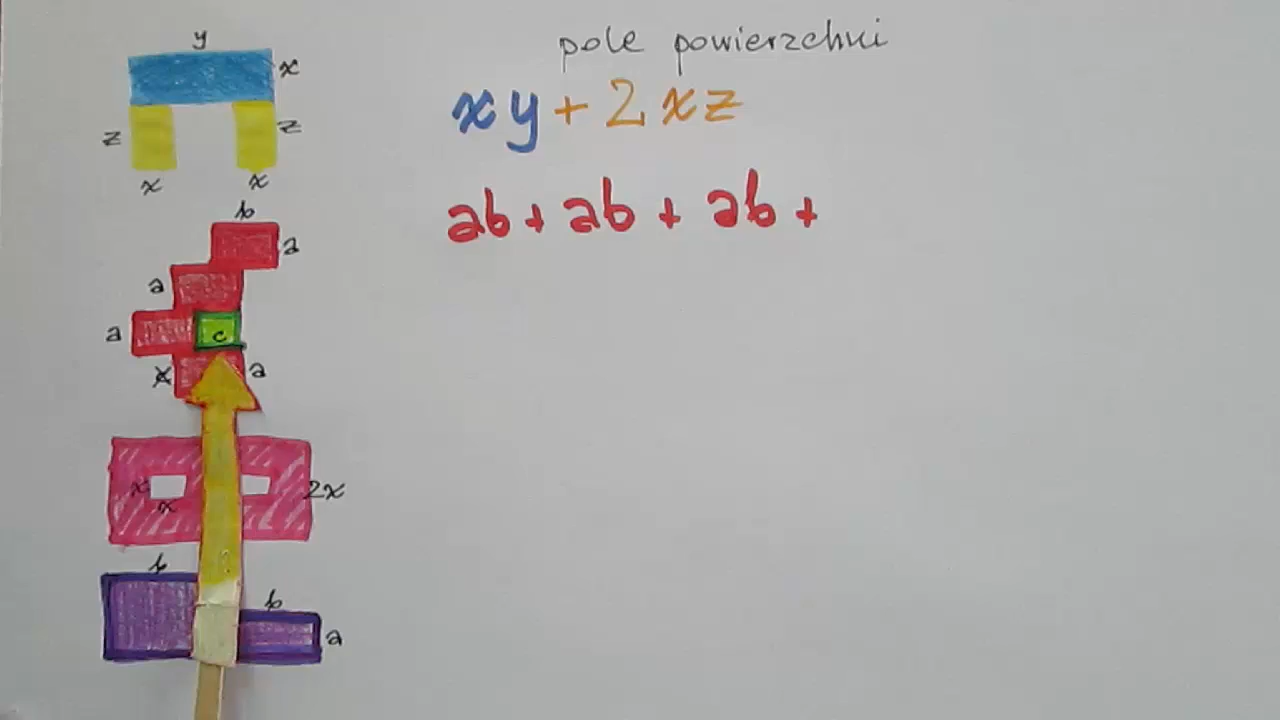 pole powierzchni
y
x
xy + 2xz
z
z
x
x
b
ab + ab + ab +
a
a
a
c
a
x
x
2x
b
b
a